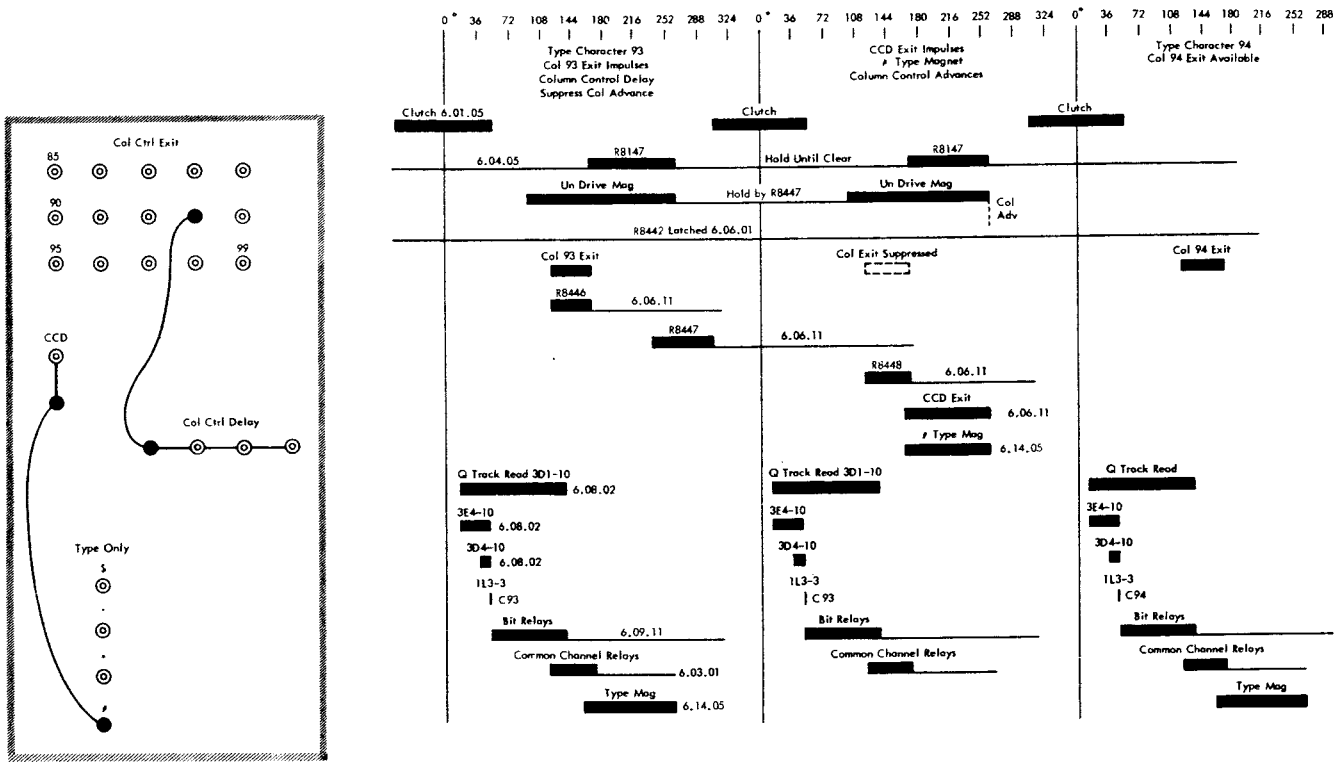 0° 36 72 108 144 180 216 252 288 324 0° 36 72 108 144 180 216 252 288 324 0° 36 72 108 144 180 216 252 288
Type Character 93
Col 93 Exit Impulses
Column Control Delay
Suppress Col Advance
CCD Exit Impulses
Type Magnet
Column Control Advances
Type Character 94
Col 94 Exit Available
Col Ctrl Exit
85
90
95 99
CCD
Col Ctrl Delay
Type Only
$
.
Clutch 6.01.05 Clutch Clutch
6.04.05 R8147 Hold Until Clear R8147
Un Drive Mag Hold by R8447 Un Drive Mag
Col
Adv
R8442 Latched 6.06.01
Col 93 Exit Col Exit Suppressed Col 94 Exit
R8446 6.06.11
R8447 6.06.11
R8448 6.06.11
CCD Exit 6.06.11
Type Mag 6.14.05
Q Track Read 3D1-10 6.08.02 Q Track Read 3D1-10 Q Track Read
3E4-10 6.08.02 3E4-10 3E4-10
3D4-10 6.08.02 3D4-10 3D4-10
1L3-3 1L3-3 1L3-3
C93 C93 C94
Bit Relays 6.09.11 Bit Relays Bit Relays
Common Channel Relays 6.03.01 Common Channel Relays Common Channel Relays
Type Mag 6.14.05 Type Mag